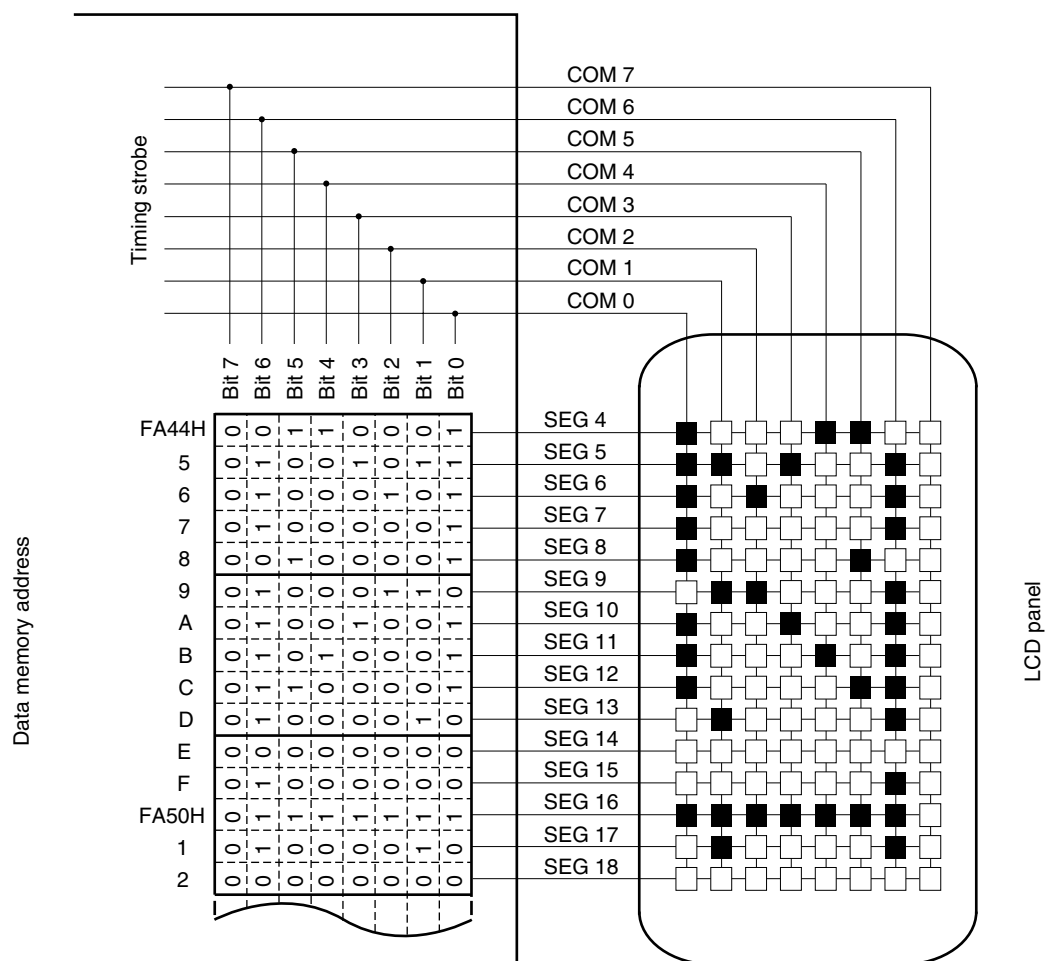 COM 7
COM 6
COM 5
COM 4
COM 3
COM 2
COM 1
COM 0
Timing strobe
Bit 7 Bit 6 Bit 5 Bit 4 Bit 3 Bit 2 Bit 1 Bit 0
Data memory address
FA44H 0 0 1 1 0 0 0 1 SEG 4
5 0 1 0 0 1 0 1 1 SEG 5
6 0 1 0 0 0 1 0 1 SEG 6
7 0 1 0 0 0 0 0 1 SEG 7
8 0 0 1 0 0 0 0 1 SEG 8
9 0 1 0 0 0 1 1 0 SEG 9
A 0 1 0 0 1 0 0 1 SEG 10
B 0 1 0 1 0 0 0 1 SEG 11
C 0 1 1 0 0 0 0 1 SEG 12
D 0 1 0 0 0 0 1 0 SEG 13
E 0 0 0 0 0 0 0 0 SEG 14
F 0 1 0 0 0 0 0 0 SEG 15
FA50H 0 1 1 1 1 1 1 1 SEG 16
1 0 1 0 0 0 0 1 0 SEG 17
2 0 0 0 0 0 0 0 0 SEG 18
LCD panel